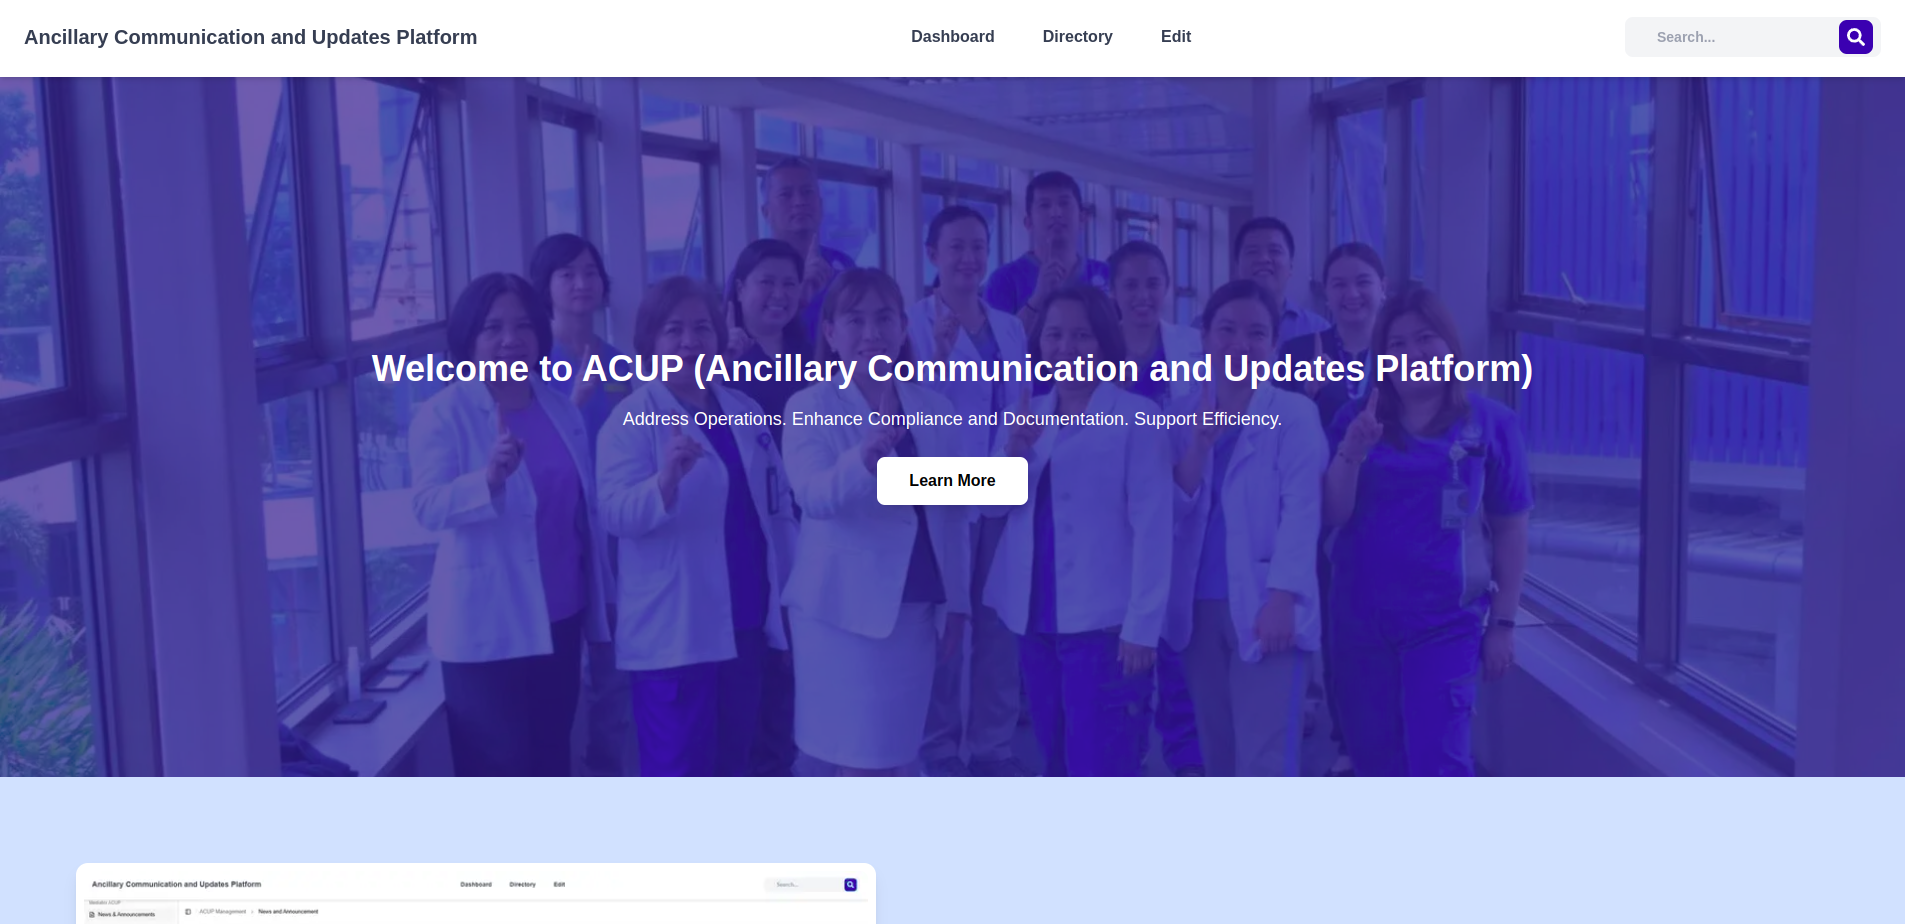 Ancillary Communication and Updates Platform
Dashboard Directory Edit
Search...
Welcome to ACUP (Ancillary Communication and Updates Platform)
Address Operations. Enhance Compliance and Documentation. Support Efficiency.
Learn More
Ancillary Communication and Updates Platform
Dashboard Directory Edit
Search...
ACUP
News & Announcements
ACUP Management > News and Announcement